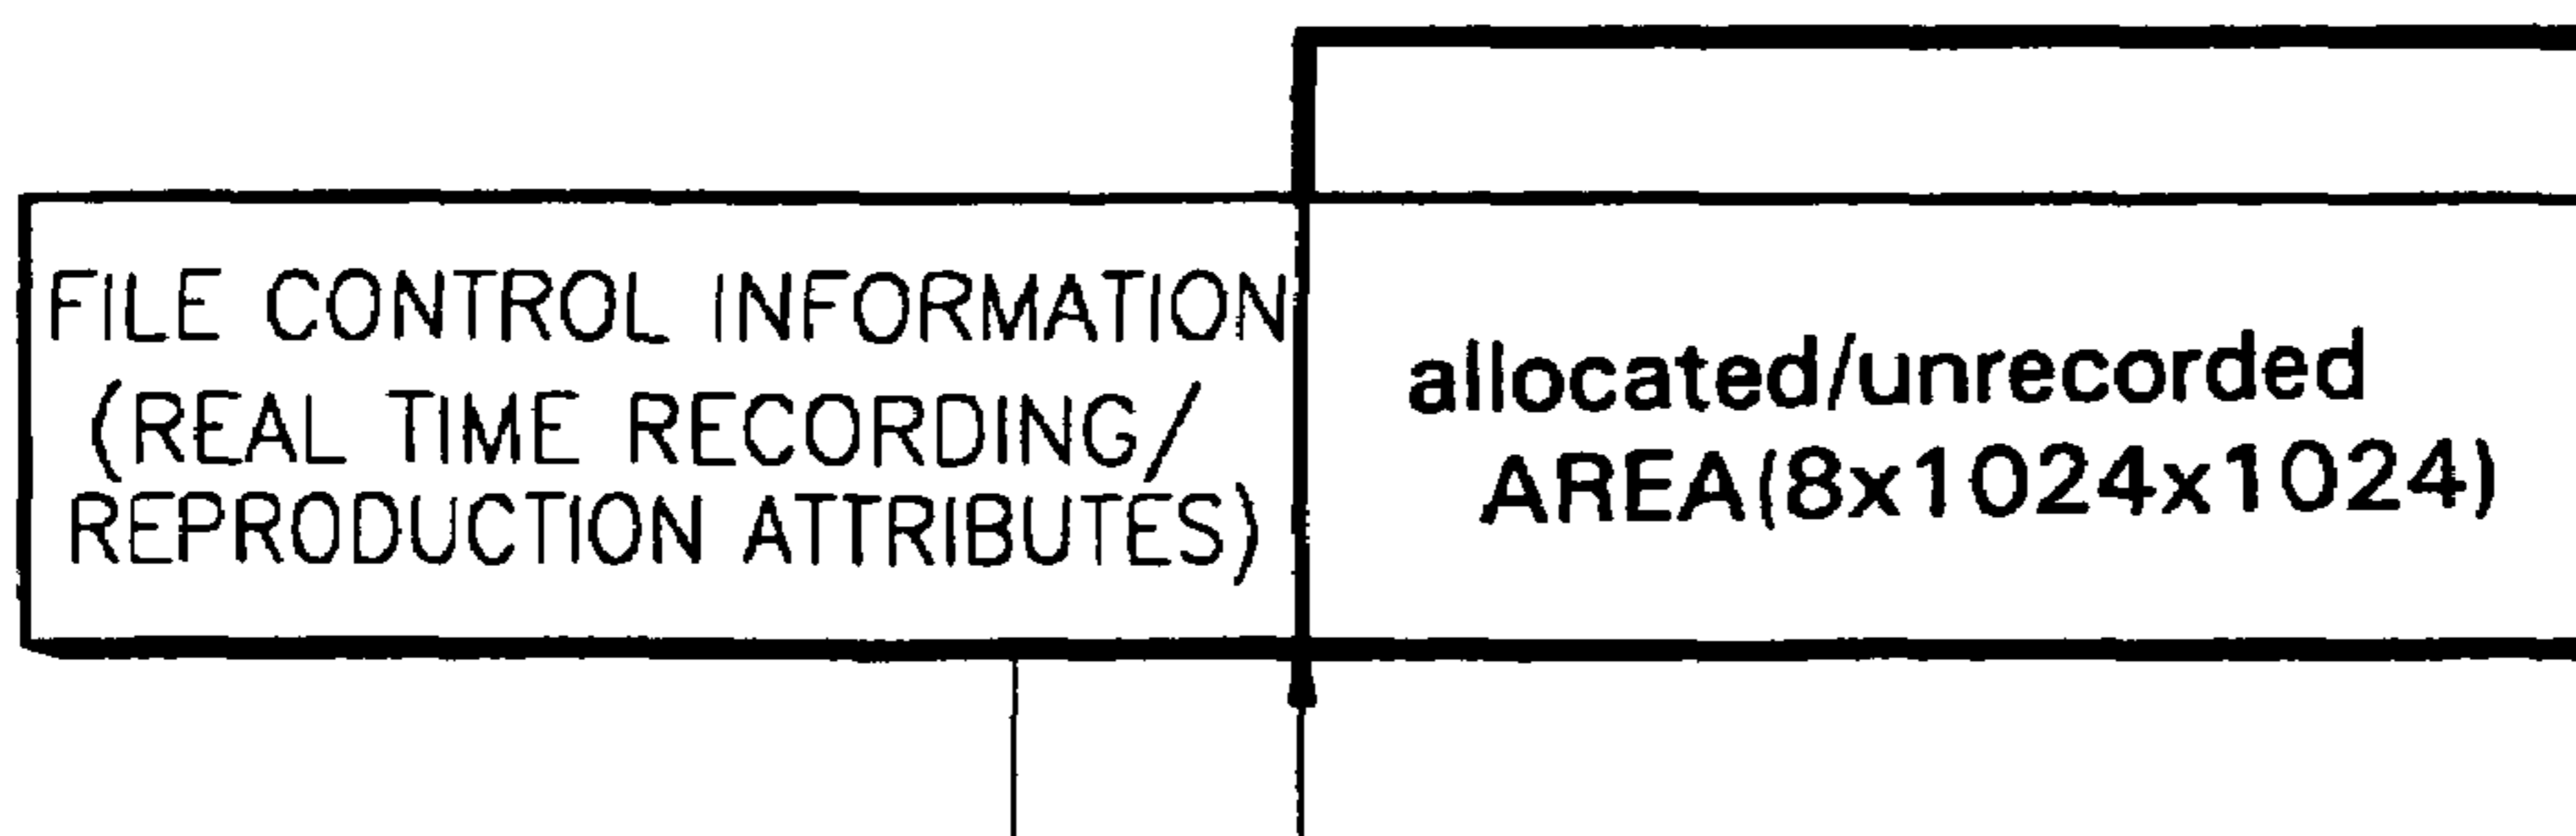 FILE CONTROL INFORMATION
(REAL TIME RECORDING/
REPRODUCTION ATTRIBUTES)
allocated/unrecorded
AREA(8x1024x1024)